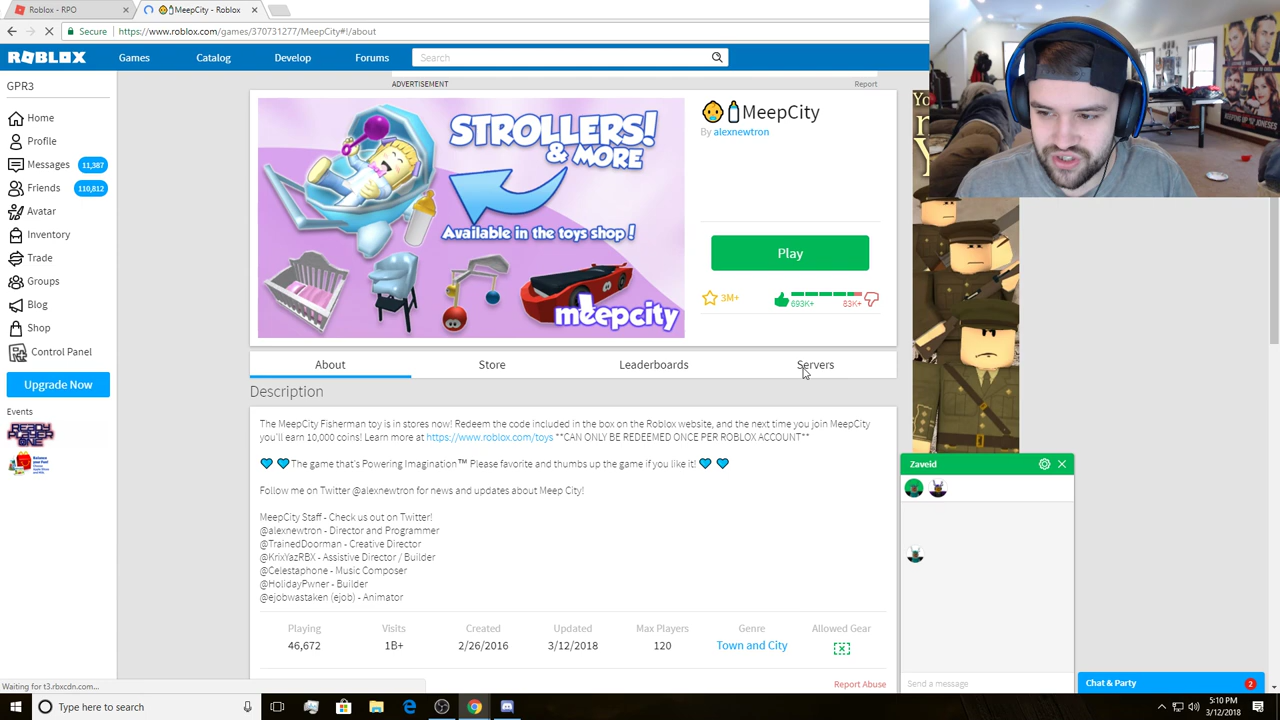 Roblox - RPO
MeepCity - Roblox
Secure
https://www.roblox.com/games/370731277/MeepCity#!/about
ROBLOX
Games
Catalog
Develop
Forums
Search
GPR3
Home
Profile
Messages 11,387
Friends 110,812
Avatar
Inventory
Trade
Groups
Blog
Shop
Control Panel
Upgrade Now
Events
READY PLAYER ONE
ADVERTISEMENT
Report
STROLLERS!
& MORE
Available in the toys shop!
meepcity
MeepCity
By alexnewtron
Play
3M+
693K+
83K+
About
Store
Leaderboards
Servers
Description
The MeepCity Fisherman toy is in stores now! Redeem the code included in the box on the Roblox website, and the next time you join MeepCity
you'll earn 10,000 coins! Learn more at https://www.roblox.com/toys **CAN ONLY BE REDEEMED ONCE PER ROBLOX ACCOUNT**
The game that's Powering Imagination™ Please favorite and thumbs up the game if you like it!
Follow me on Twitter @alexnewtron for news and updates about Meep City!
MeepCity Staff - Check us out on Twitter!
@alexnewtron - Director and Programmer
@TrainedDoorman - Creative Director
@KrixYazRBX - Assistive Director / Builder
@Celestaphone - Music Composer
@HolidayPwner - Builder
@ejobwastaken (ejob) - Animator
Playing
Visits
Created
Updated
Max Players
Genre
Allowed Gear
46,672
1B+
2/26/2016
3/12/2018
120
Town and City
Report Abuse
Waiting for t3.rbxcdn.com...
Zaveid
Send a message
Chat & Party
2
KEEPING UP JONESES
Type here to search
5:10 PM
3/12/2018